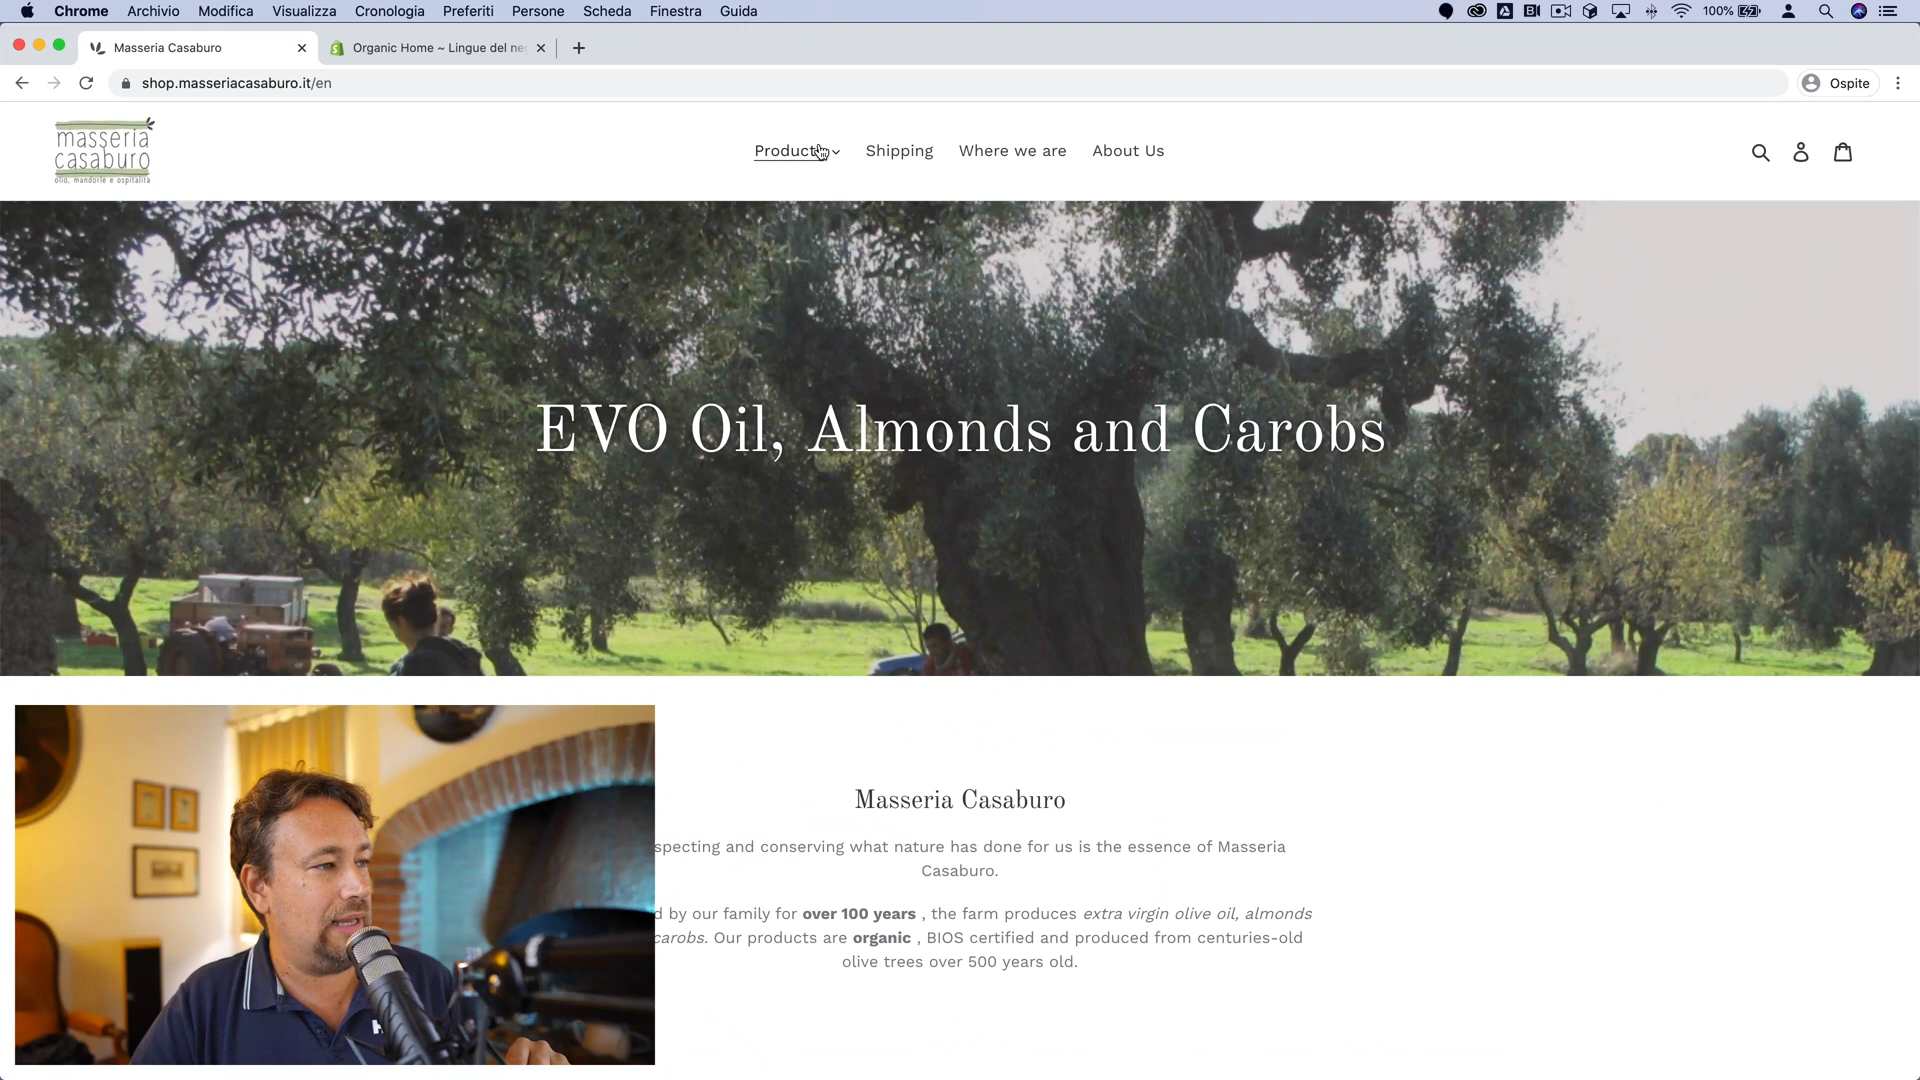 Chrome Archivio Modifica Visualizza Cronologia Preferiti Persone Scheda Finestra Guida 100%
Masseria Casaburo Organic Home ~ Lingue del ne
shop.masseriacasaburo.it/en Ospite
masseria
casaburo
olio, mandorle e ospitalità
Products Shipping Where we are About Us
EVO Oil, Almonds and Carobs
Masseria Casaburo
specting and conserving what nature has done for us is the essence of Masseria
Casaburo.
d by our family for over 100 years , the farm produces extra virgin olive oil, almonds
carobs. Our products are organic , BIOS certified and produced from centuries-old
olive trees over 500 years old.